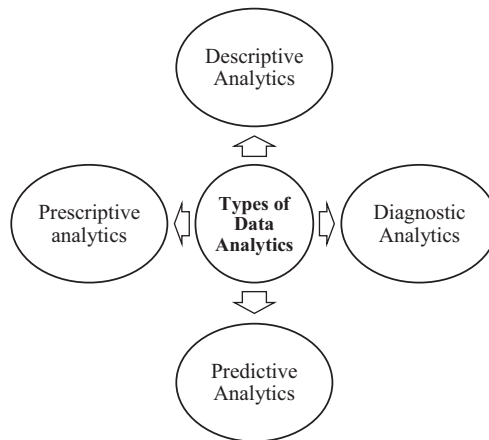 Descriptive
Analytics
Prescriptive
analytics
Types of
Data
Analytics
Diagnostic
Analytics
Predictive
Analytics